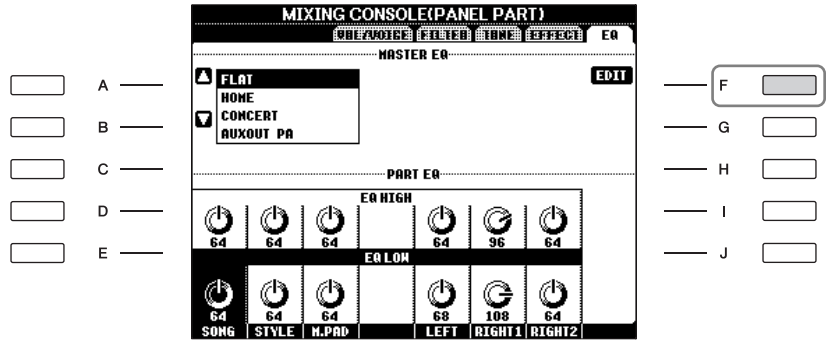 MIXING CONSOLE(PANEL PART)
VOL/VOICE FILTER TUNE EFFECT EQ
MASTER EQ
FLAT
HOME
CONCERT
AUXOUT PA
EDIT
A
B
C
D
E
F
G
H
I
J
PART EQ
EQ HIGH
64 64 64 64 96 64
EQ LOW
64 64 64 68 108 64
SONG STYLE M.PAD LEFT RIGHT1 RIGHT2